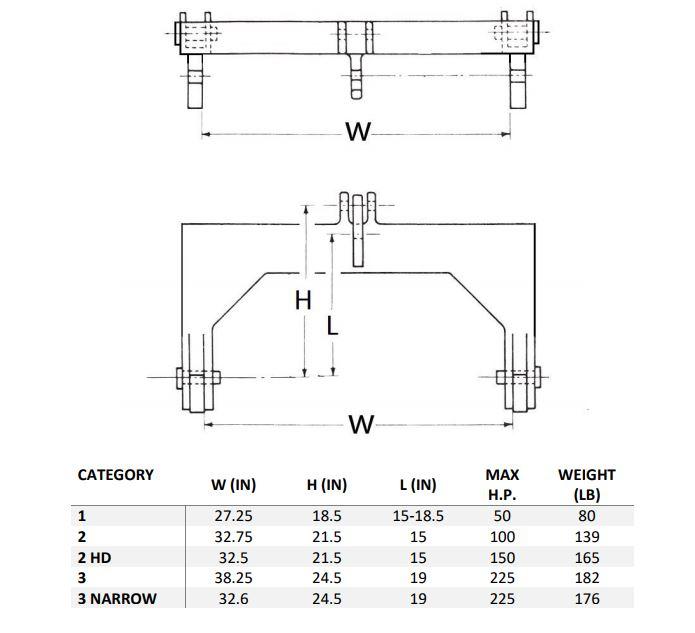 W
H
L
W
CATEGORY W (IN) H (IN) L (IN) MAX H.P. WEIGHT (LB)
1 27.25 18.5 15-18.5 50 80
2 32.75 21.5 15 100 139
2 HD 32.5 21.5 15 150 165
3 38.25 24.5 19 225 182
3 NARROW 32.6 24.5 19 225 176